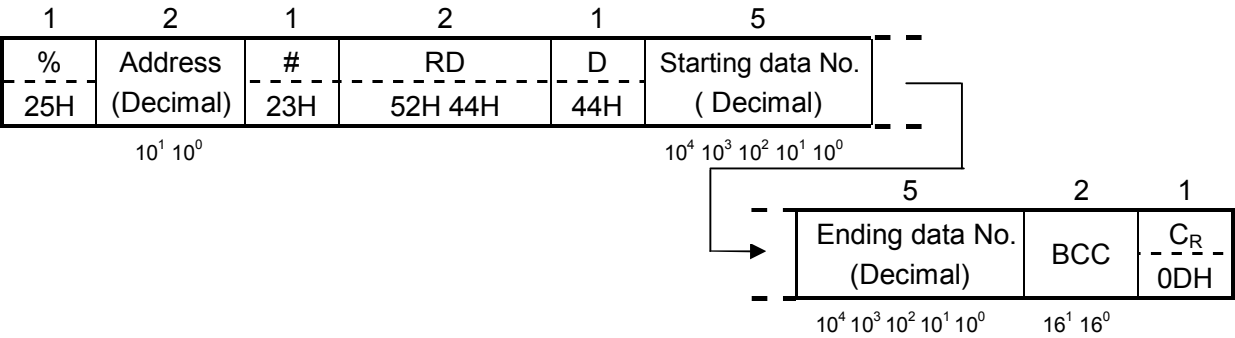 1 2 1 2 1 5
% Address # RD D Starting data No.
25H (Decimal) 23H 52H 44H 44H ( Decimal)
10¹ 10⁰ 10⁴ 10³ 10² 10¹ 10⁰
5 2 1
Ending data No. BCC C_R
(Decimal) 0DH
10⁴ 10³ 10² 10¹ 10⁰ 16¹ 16⁰